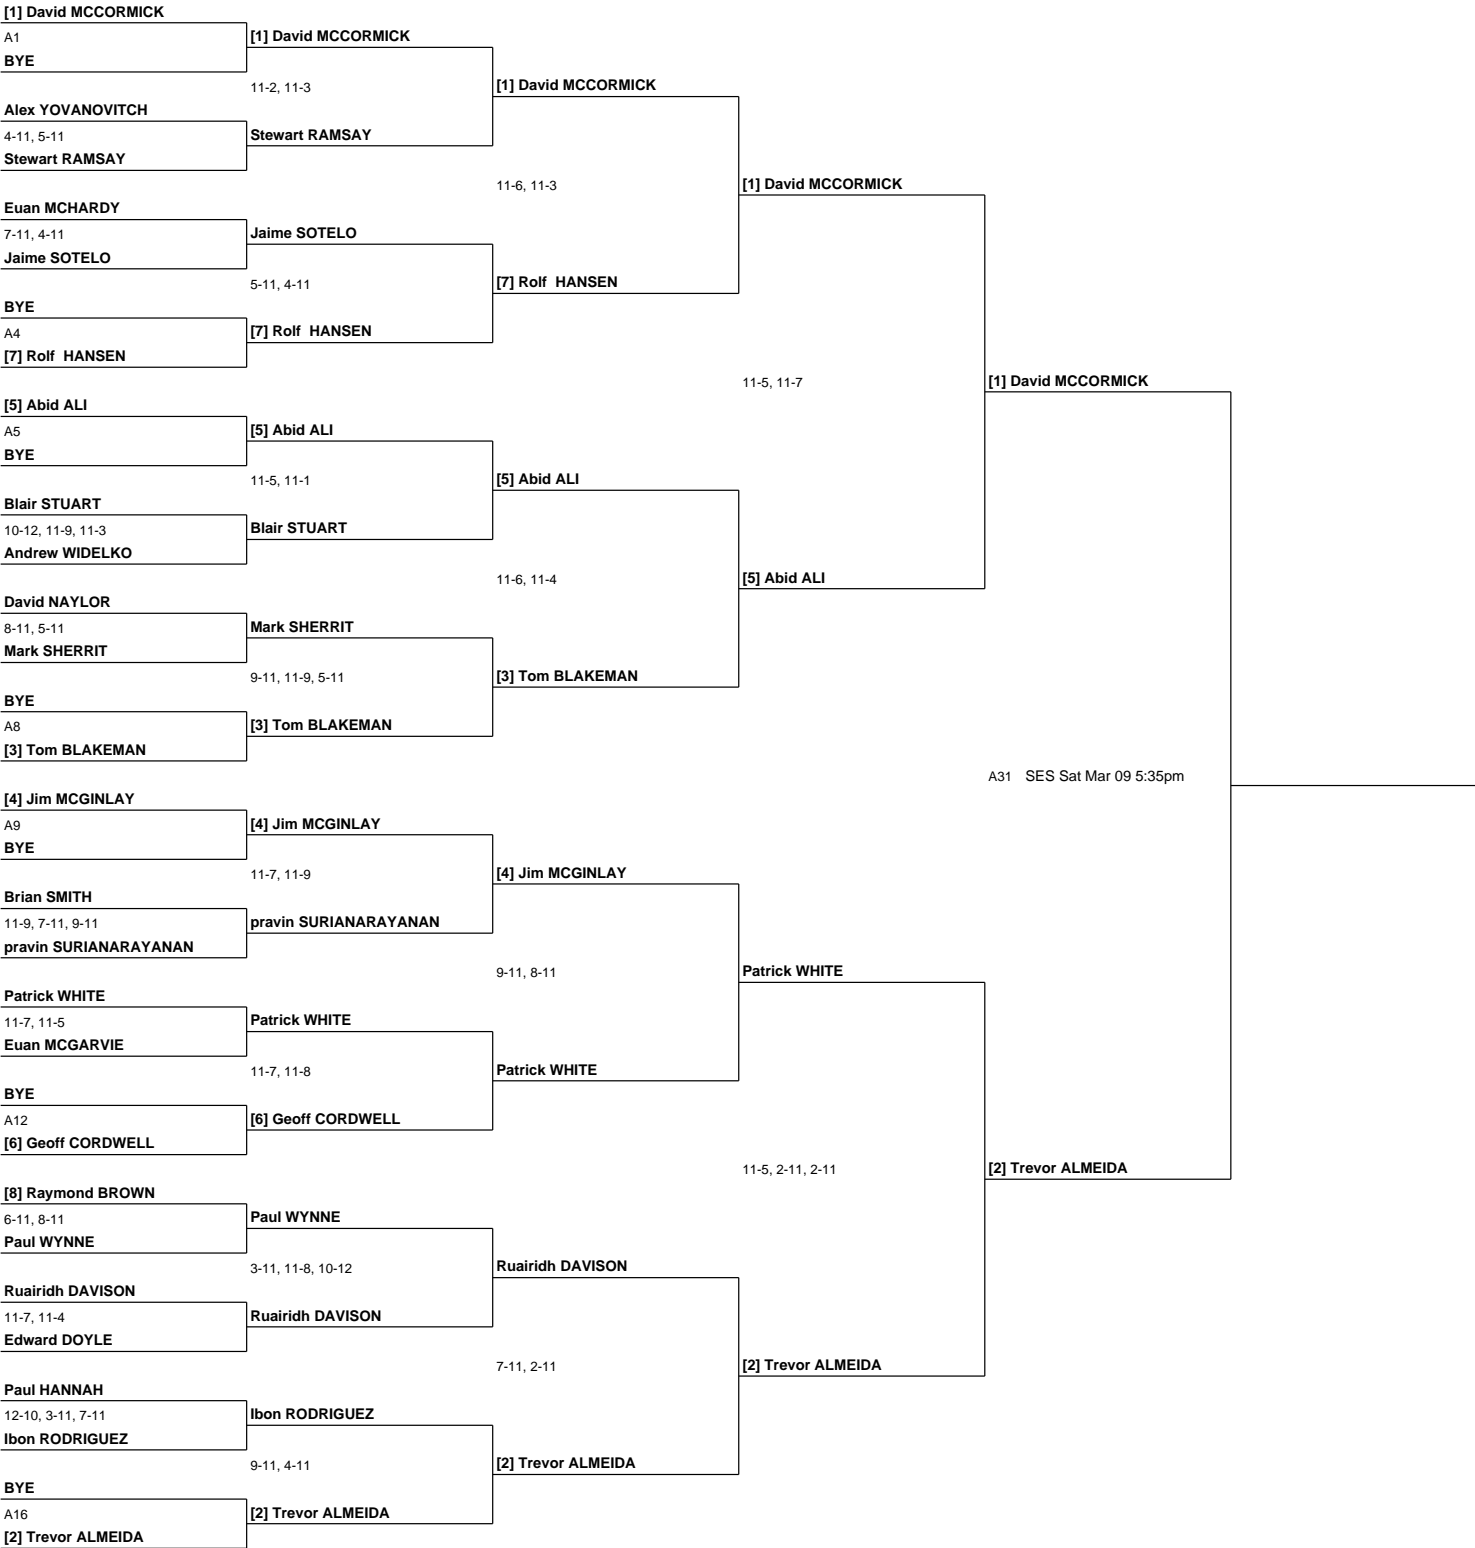 [1] David MCCORMICK
A1
BYE
[1] David MCCORMICK
11-2, 11-3
[1] David MCCORMICK
Alex YOVANOVITCH
4-11, 5-11
Stewart RAMSAY
Stewart RAMSAY
11-6, 11-3
[1] David MCCORMICK
Euan MCHARDY
7-11, 4-11
Jaime SOTELO
Jaime SOTELO
5-11, 4-11
[7] Rolf  HANSEN
BYE
A4
[7] Rolf  HANSEN
[7] Rolf  HANSEN
11-5, 11-7
[1] David MCCORMICK
[5] Abid ALI
A5
BYE
[5] Abid ALI
11-5, 11-1
[5] Abid ALI
Blair STUART
10-12, 11-9, 11-3
Andrew WIDELKO
Blair STUART
11-6, 11-4
[5] Abid ALI
David NAYLOR
8-11, 5-11
Mark SHERRIT
Mark SHERRIT
9-11, 11-9, 5-11
[3] Tom BLAKEMAN
BYE
A8
[3] Tom BLAKEMAN
[3] Tom BLAKEMAN
A31 SES Sat Mar 09 5:35pm
[4] Jim MCGINLAY
A9
BYE
[4] Jim MCGINLAY
11-7, 11-9
[4] Jim MCGINLAY
Brian SMITH
11-9, 7-11, 9-11
pravin SURIANARAYANAN
pravin SURIANARAYANAN
9-11, 8-11
Patrick WHITE
Patrick WHITE
11-7, 11-5
Euan MCGARVIE
Patrick WHITE
11-7, 11-8
Patrick WHITE
BYE
A12
[6] Geoff CORDWELL
[6] Geoff CORDWELL
11-5, 2-11, 2-11
[2] Trevor ALMEIDA
[8] Raymond BROWN
6-11, 8-11
Paul WYNNE
Paul WYNNE
3-11, 11-8, 10-12
Ruairidh DAVISON
Ruairidh DAVISON
11-7, 11-4
Edward DOYLE
Ruairidh DAVISON
7-11, 2-11
[2] Trevor ALMEIDA
Paul HANNAH
12-10, 3-11, 7-11
Ibon RODRIGUEZ
Ibon RODRIGUEZ
9-11, 4-11
[2] Trevor ALMEIDA
BYE
A16
[2] Trevor ALMEIDA
[2] Trevor ALMEIDA